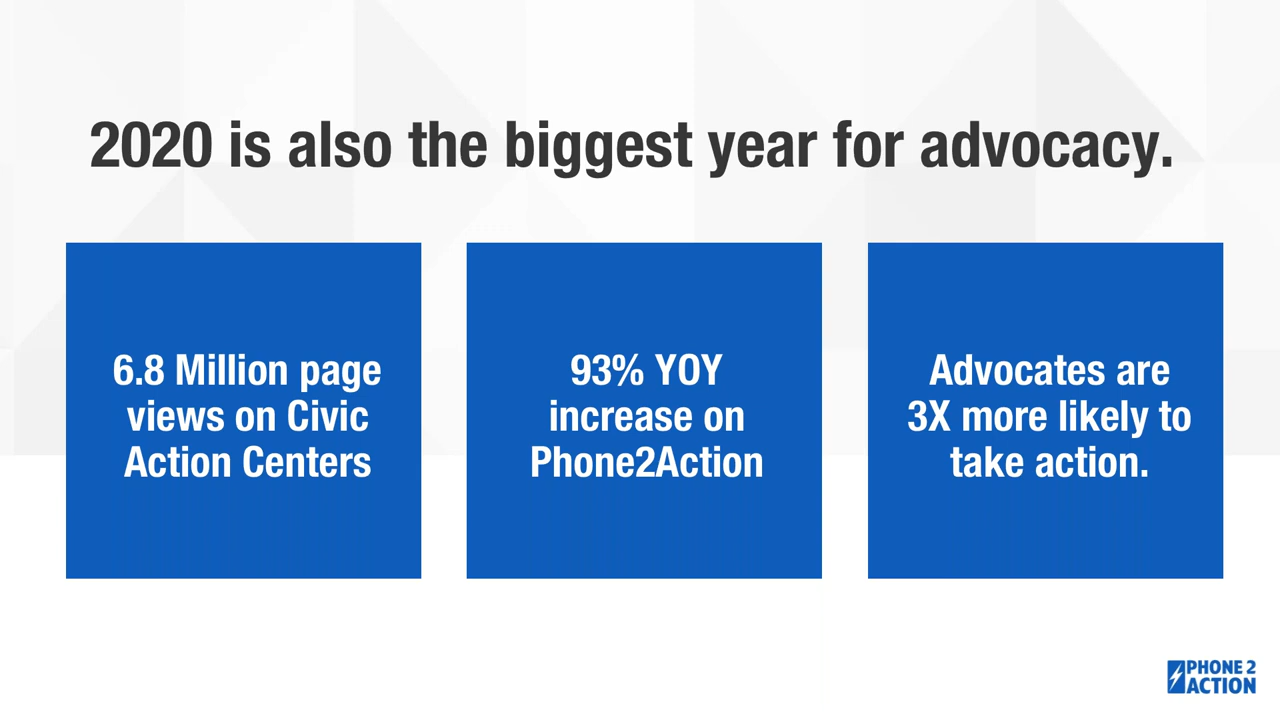 2020 is also the biggest year for advocacy.
6.8 Million page
views on Civic
Action Centers
93% YOY
increase on
Phone2Action
Advocates are
3X more likely to
take action.
PHONE 2
ACTION